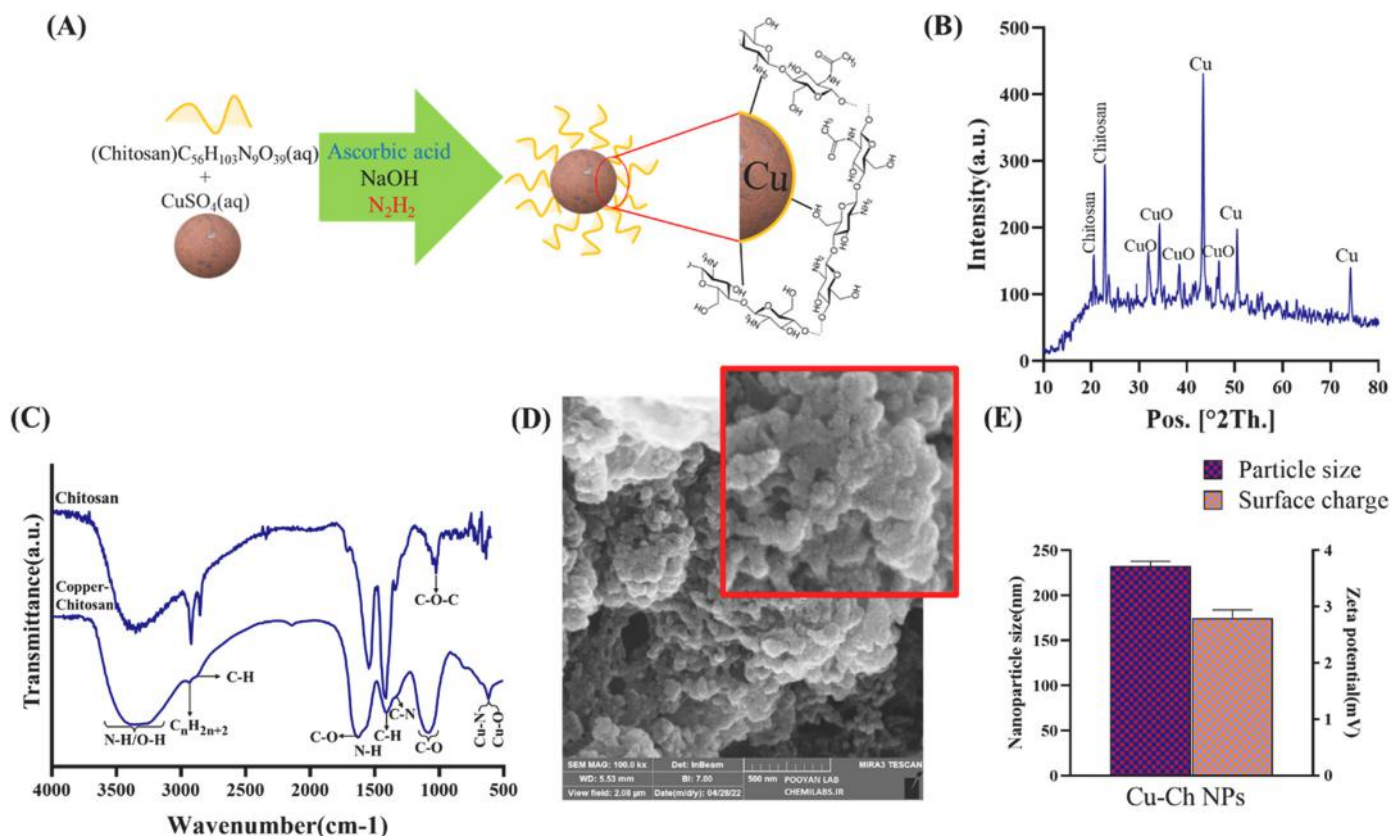 (A)
(Chitosan)C56H103N9O39(aq)
+
CuSO4(aq)
Ascorbic acid
NaOH
N2H2
Cu
(B)
Intensity(a.u.)
500
400
300
200
100
0
Chitosan
Chitosan
CuO
CuO
CuO
Cu
CuO
Cu
Cu
10 20 30 40 50 60 70 80
Pos. [°2Th.]
(C)
Transmittance(a.u.)
Chitosan
Copper-
Chitosan
C-O-C
C-H
CnH2n+2
N-H/O-H
C-O
N-H
C-H
C-N
C-O
Cu-N
Cu-O
4000 3500 3000 2500 2000 1500 1000 500
Wavenumber(cm-1)
(D)
SEM MAG: 100.0 kx Det: InBeam MIRA3 TESCAN
WD: 5.53 mm BI: 7.00 500 nm POOYAN LAB
View field: 2.08 µm Date(m/d/y): 04/28/22 CHEMILABS.IR
(E)
Particle size
Surface charge
Nanoparticle size(nm)
250
200
150
100
50
0
4
3
2
1
0
Zeta potential(mV)
Cu-Ch NPs